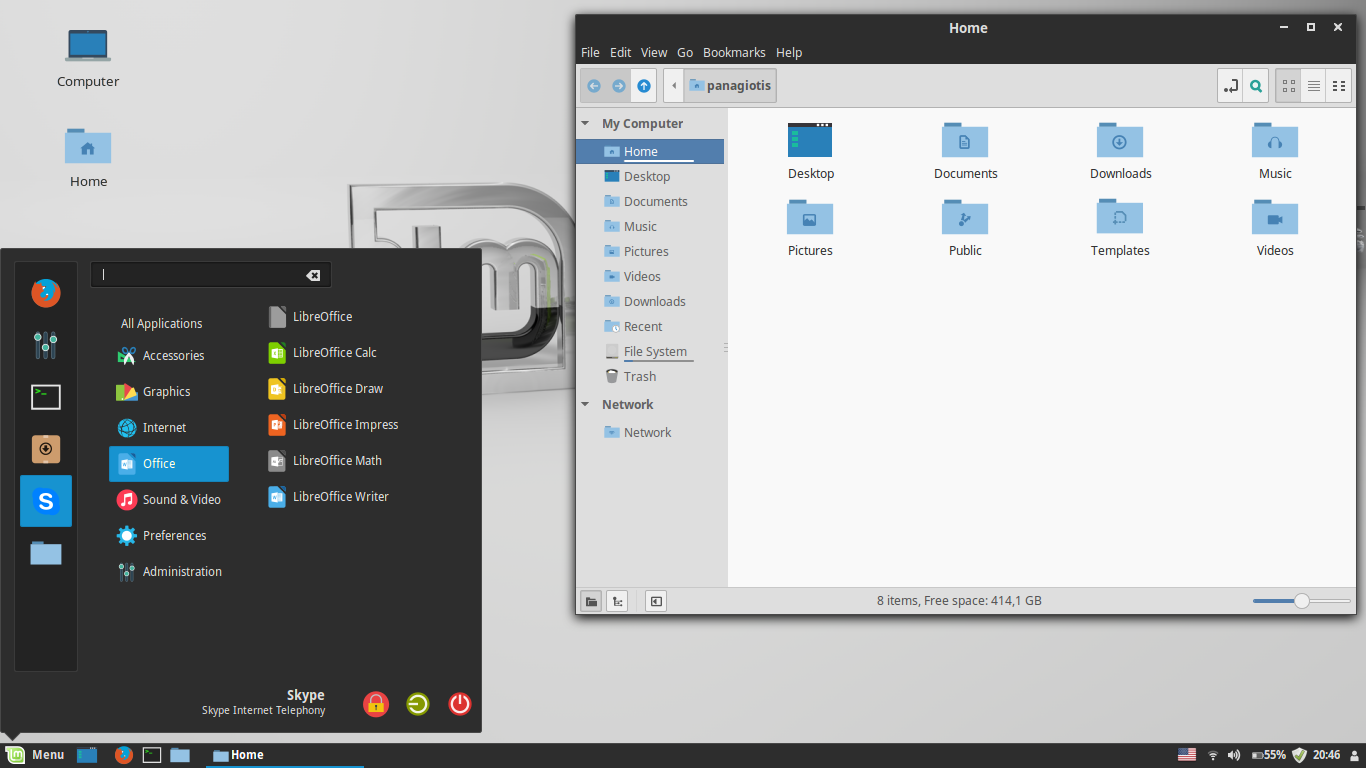 Computer
Home
Home
File Edit View Go Bookmarks Help
panagiotis
My Computer
Home
Desktop
Documents
Music
Pictures
Videos
Downloads
Recent
File System
Trash
Network
Network
Desktop Documents Downloads Music
Pictures Public Templates Videos
8 items, Free space: 414,1 GB
All Applications
Accessories
Graphics
Internet
Office
Sound & Video
Preferences
Administration
LibreOffice
LibreOffice Calc
LibreOffice Draw
LibreOffice Impress
LibreOffice Math
LibreOffice Writer
Skype
Skype Internet Telephony
Menu Home 55% 20:46